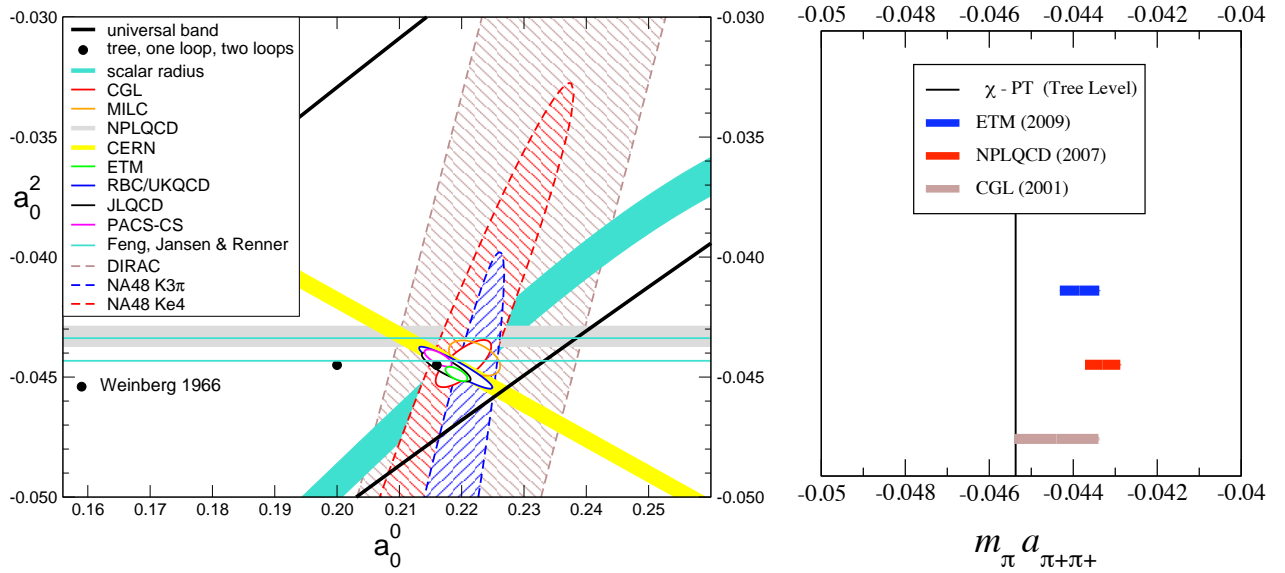 -0.030
-0.035
-0.040
-0.045
-0.050
a₀²
universal band
tree, one loop, two loops
scalar radius
CGL
MILC
NPLQCD
CERN
ETM
RBC/UKQCD
JLQCD
PACS-CS
Feng, Jansen & Renner
DIRAC
NA48 K3π
NA48 Ke4
Weinberg 1966
-0.030
-0.035
-0.040
-0.045
-0.050
0.16 0.17 0.18 0.19 0.20 0.21 0.22 0.23 0.24 0.25
a₀⁰
-0.05 -0.048 -0.046 -0.044 -0.042 -0.04
χ - PT (Tree Level)
ETM (2009)
NPLQCD (2007)
CGL (2001)
-0.05 -0.048 -0.046 -0.044 -0.042 -0.04
m_π a_π+π+